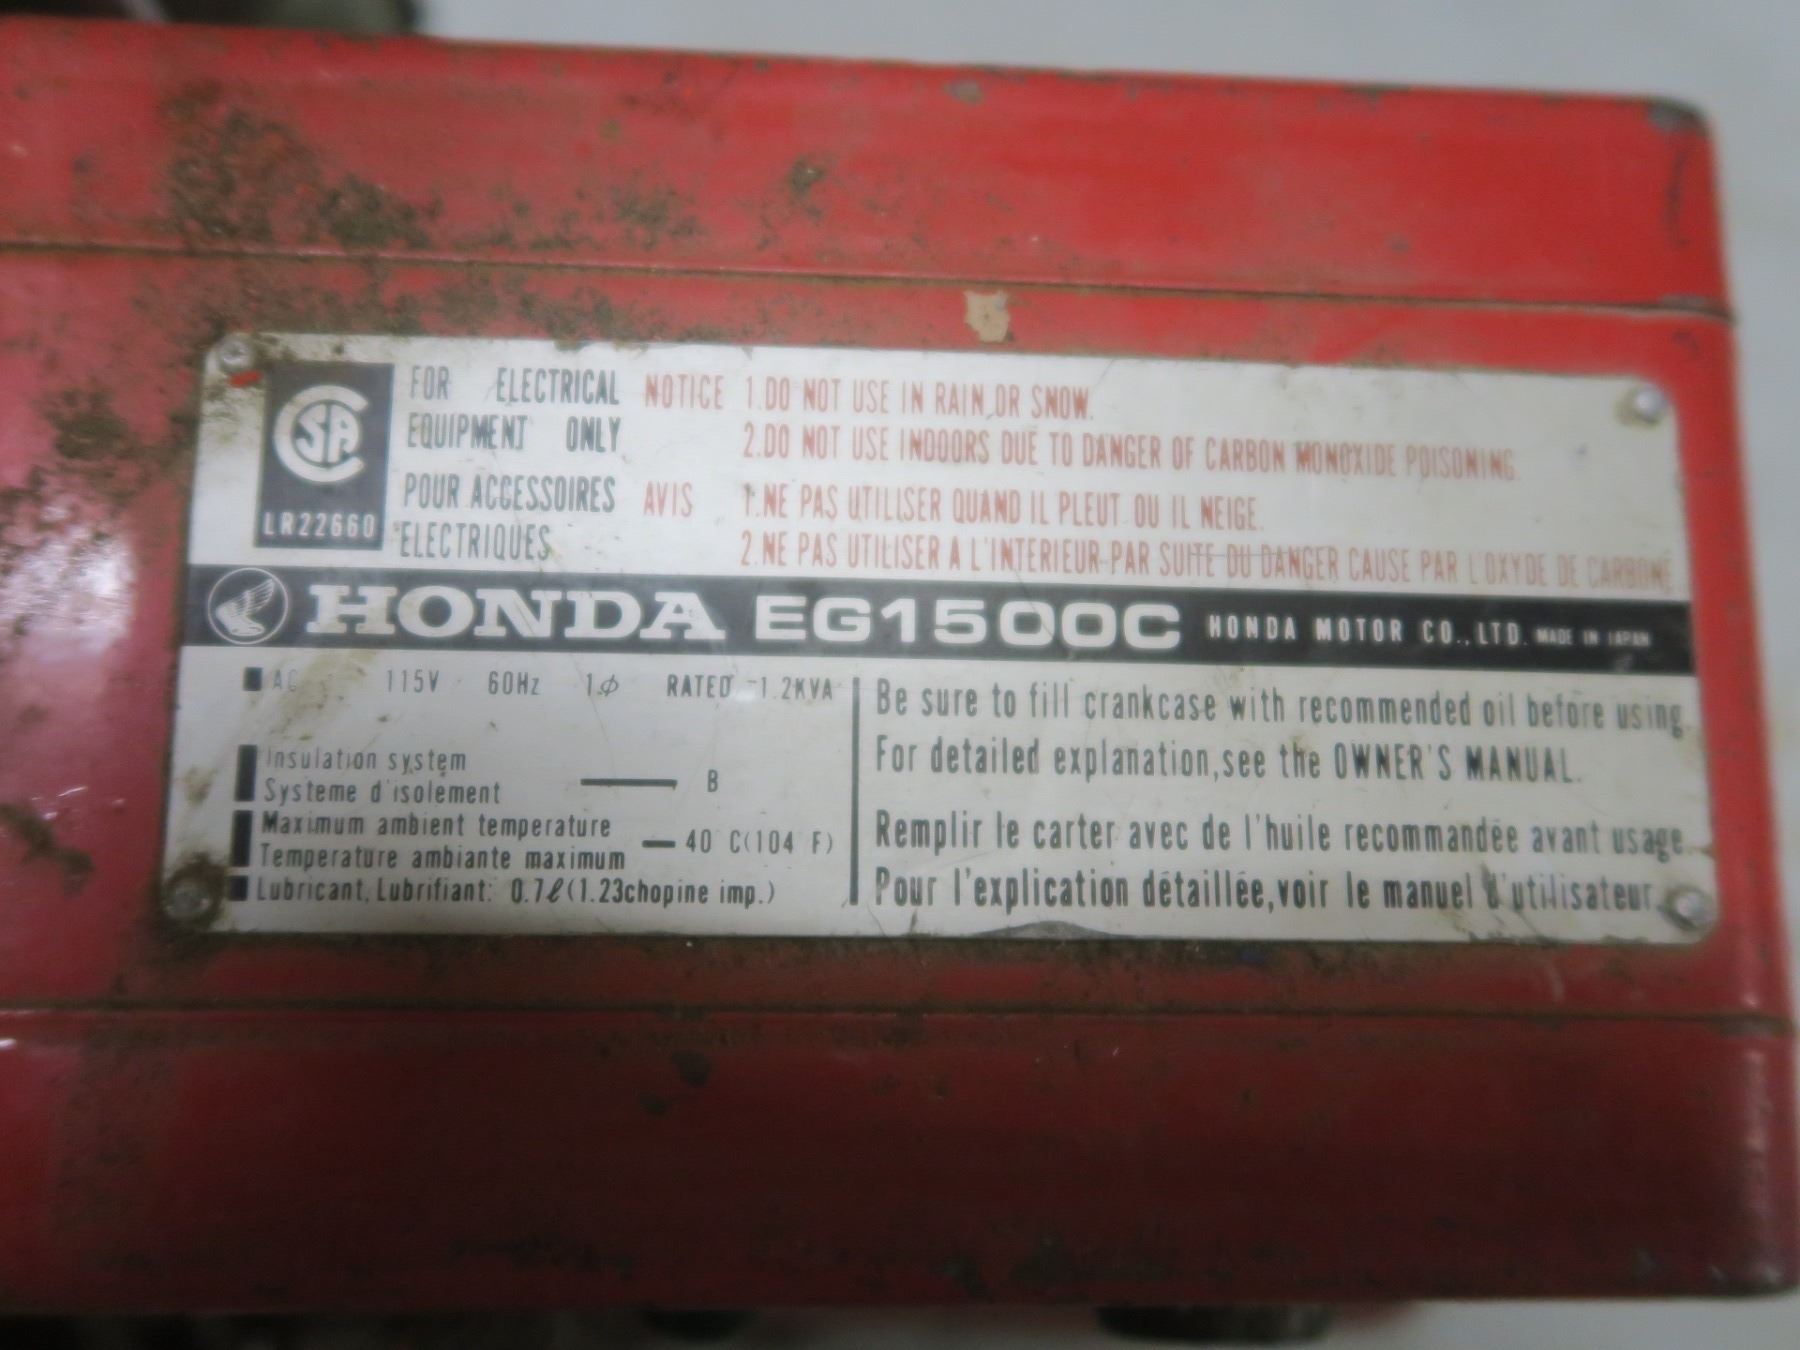 CSA
LR22660
FOR ELECTRICAL
EQUIPMENT ONLY
POUR ACCESSOIRES
ELECTRIQUES
NOTICE 1.DO NOT USE IN RAIN OR SNOW.
2.DO NOT USE INDOORS DUE TO DANGER OF CARBON MONOXIDE POISONING.
AVIS 1.NE PAS UTILISER QUAND IL PLEUT OU IL NEIGE.
2.NE PAS UTILISER A L'INTERIEUR PAR SUITE DU DANGER CAUSE PAR L'OXYDE DE CARBONE.
HONDA EG1500C HONDA MOTOR CO.,LTD. MADE IN JAPAN
AC 115V 60Hz 1φ RATED 1.2KVA
Insulation system
Systeme d'isolement — B
Maximum ambient temperature
Temperature ambiante maximum — 40 C(104 F)
Lubricant, Lubrifiant: 0.7ℓ(1.23chopine imp.)
Be sure to fill crankcase with recommended oil before using.
For detailed explanation,see the OWNER'S MANUAL.
Remplir le carter avec de l'huile recommandée avant usage.
Pour l'explication détaillée,voir le manuel d'utilisateur.